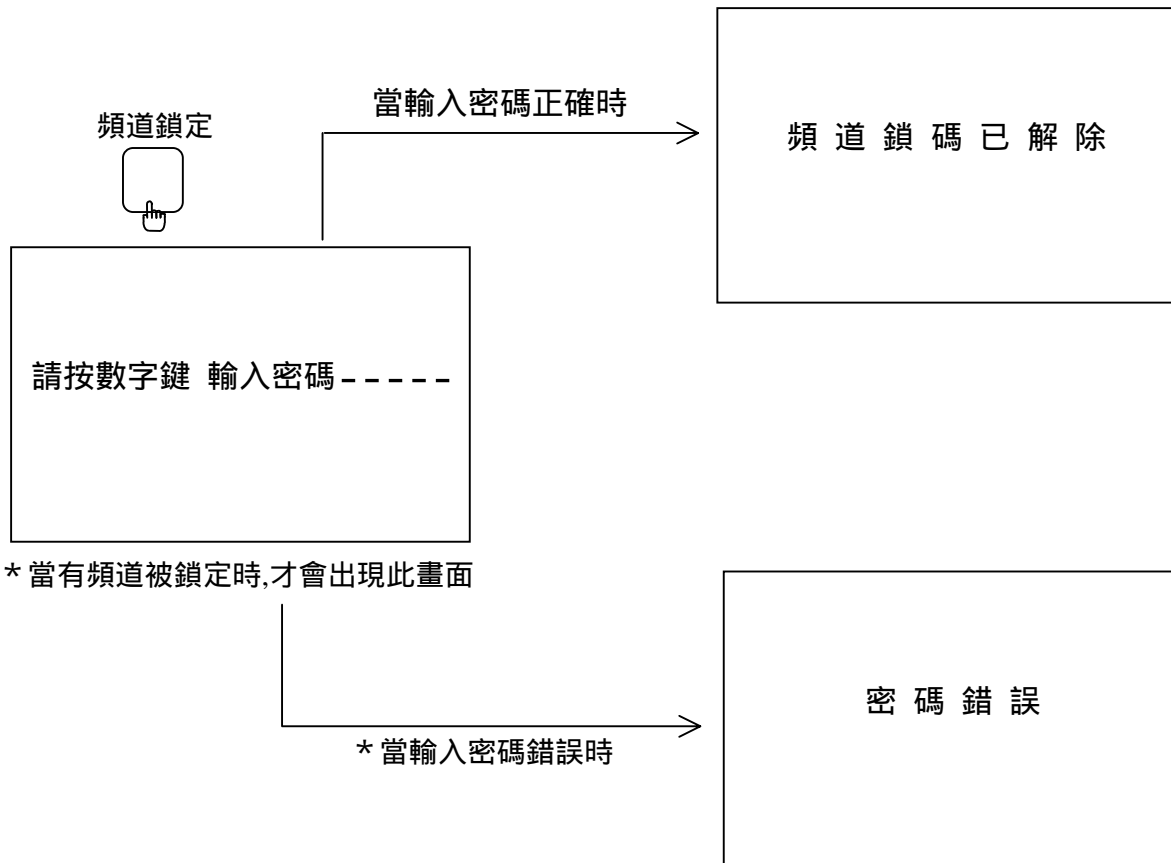 當輸入密碼正確時
頻道鎖定
頻 道 鎖 碼 已 解 除
請按數字鍵 輸入密碼-----
*當有頻道被鎖定時,才會出現此畫面
密 碼 錯 誤
*當輸入密碼錯誤時